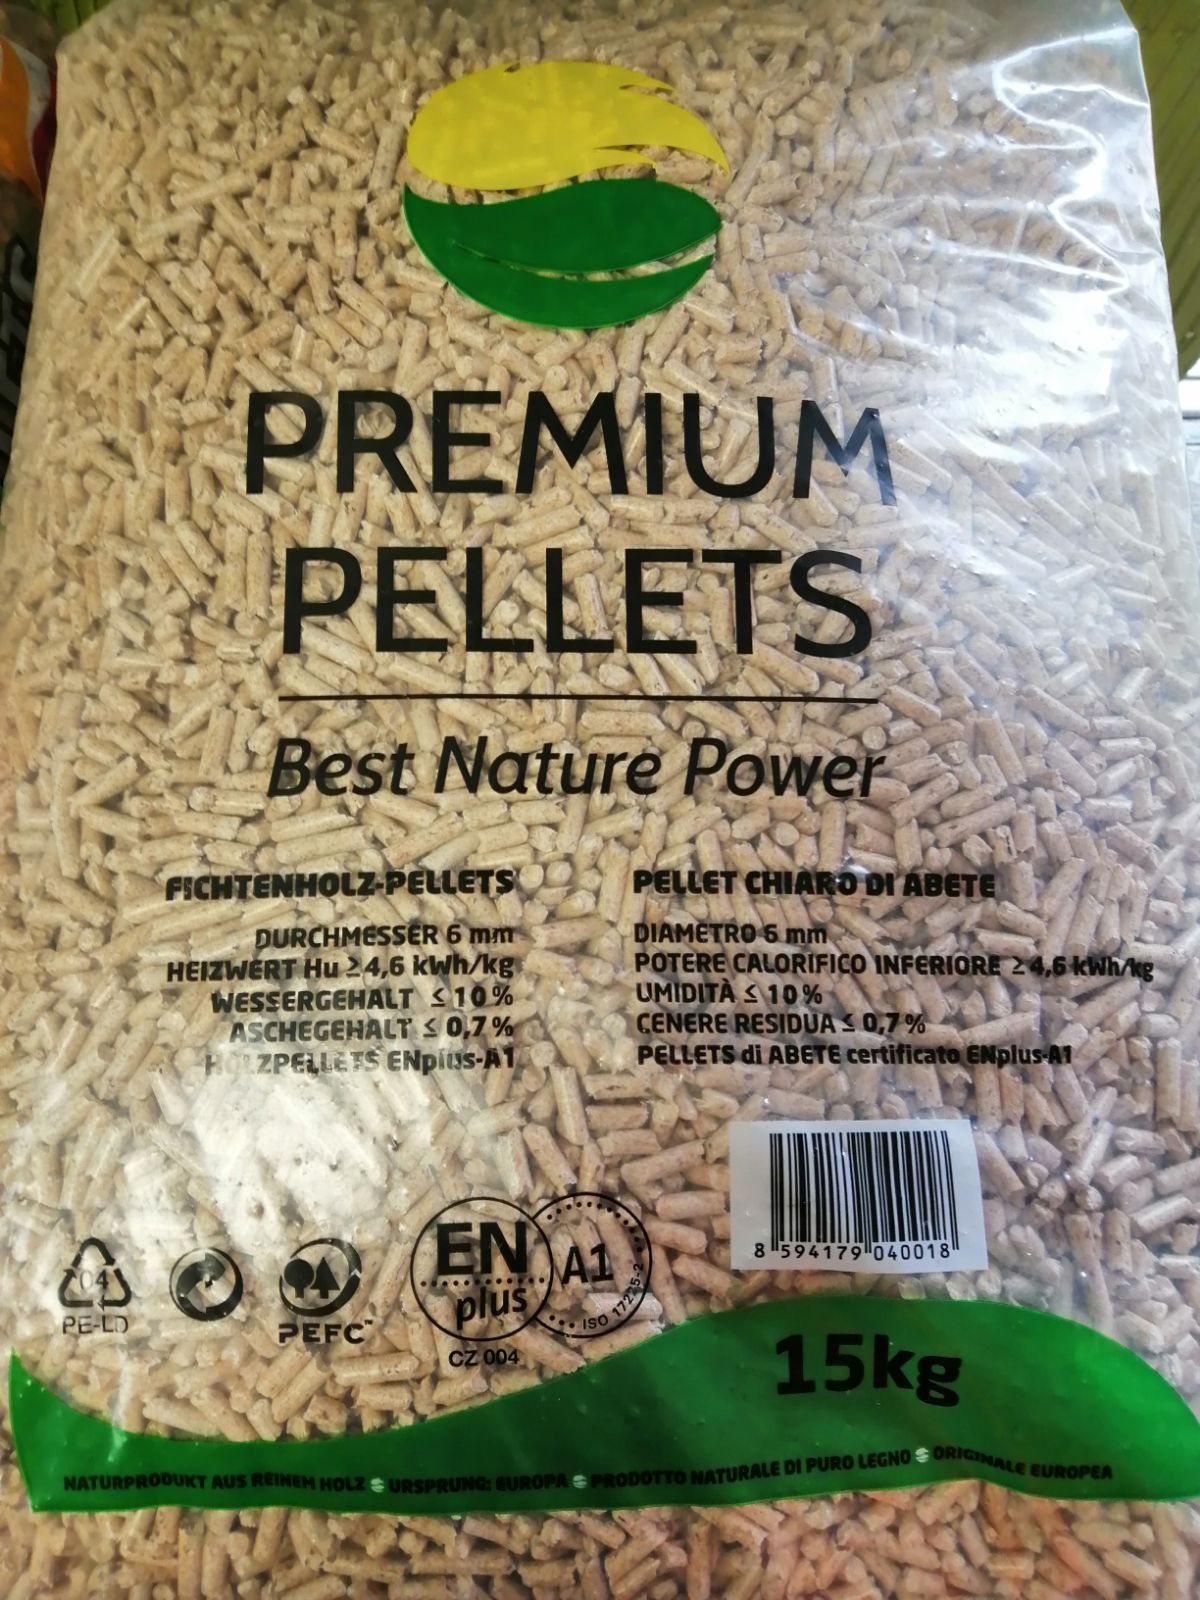 PREMIUM
PELLETS
Best Nature Power
FICHTENHOLZ-PELLETS
DURCHMESSER 6 mm
HEIZWERT Hu ≥4,6 kWh/kg
WESSERGEHALT ≤ 10%
ASCHEGEHALT ≤ 0,7%
HOLZPELLETS ENplus-A1
PELLET CHIARO DI ABETE
DIAMETRO 6 mm
POTERE CALORIFICO INFERIORE ≥4,6 kWh/kg
UMIDITÀ ≤ 10%
CENERE RESIDUA ≤ 0,7%
PELLETS di ABETE certificato ENplus-A1
8 594179 040018
04
PE-LD
PEFC™
EN
plus
A1
ISO 17225-2
CZ 004
15kg
NATURPRODUKT AUS REINEM HOLZ URSPRUNG: EUROPA PRODOTTO NATURALE DI PURO LEGNO ORIGINALE EUROPEA